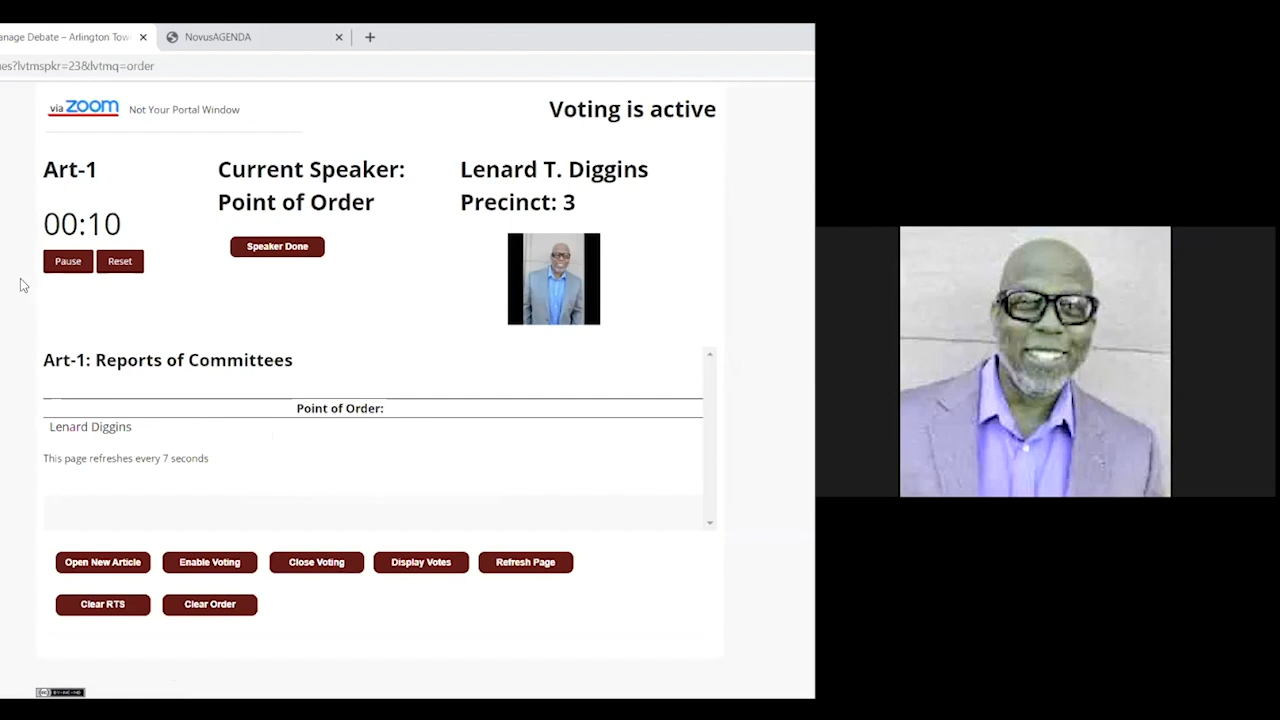 anage Debate – Arlington Tow
NovusAGENDA
es?lvtmspkr=23&lvtmq=order
via zoom Not Your Portal Window
Voting is active
Art-1
Current Speaker:
Point of Order
Lenard T. Diggins
Precinct: 3
00:10
Speaker Done
Pause Reset
Art-1: Reports of Committees
Point of Order:
Lenard Diggins
This page refreshes every 7 seconds
Open New Article Enable Voting Close Voting Display Votes Refresh Page
Clear RTS Clear Order